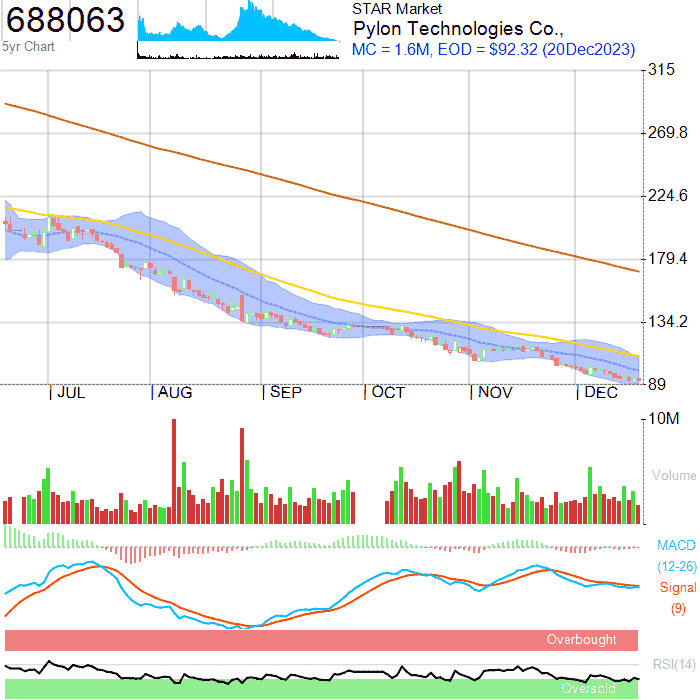 688063
5yr Chart
STAR Market
Pylon Technologies Co.,
MC = 1.6M, EOD = $92.32 (20Dec2023)
315
269.8
224.6
179.4
134.2
89
JUL AUG SEP OCT NOV DEC
10M
Volume
MACD
(12-26)
Signal
(9)
Overbought
RSI(14)
Oversold